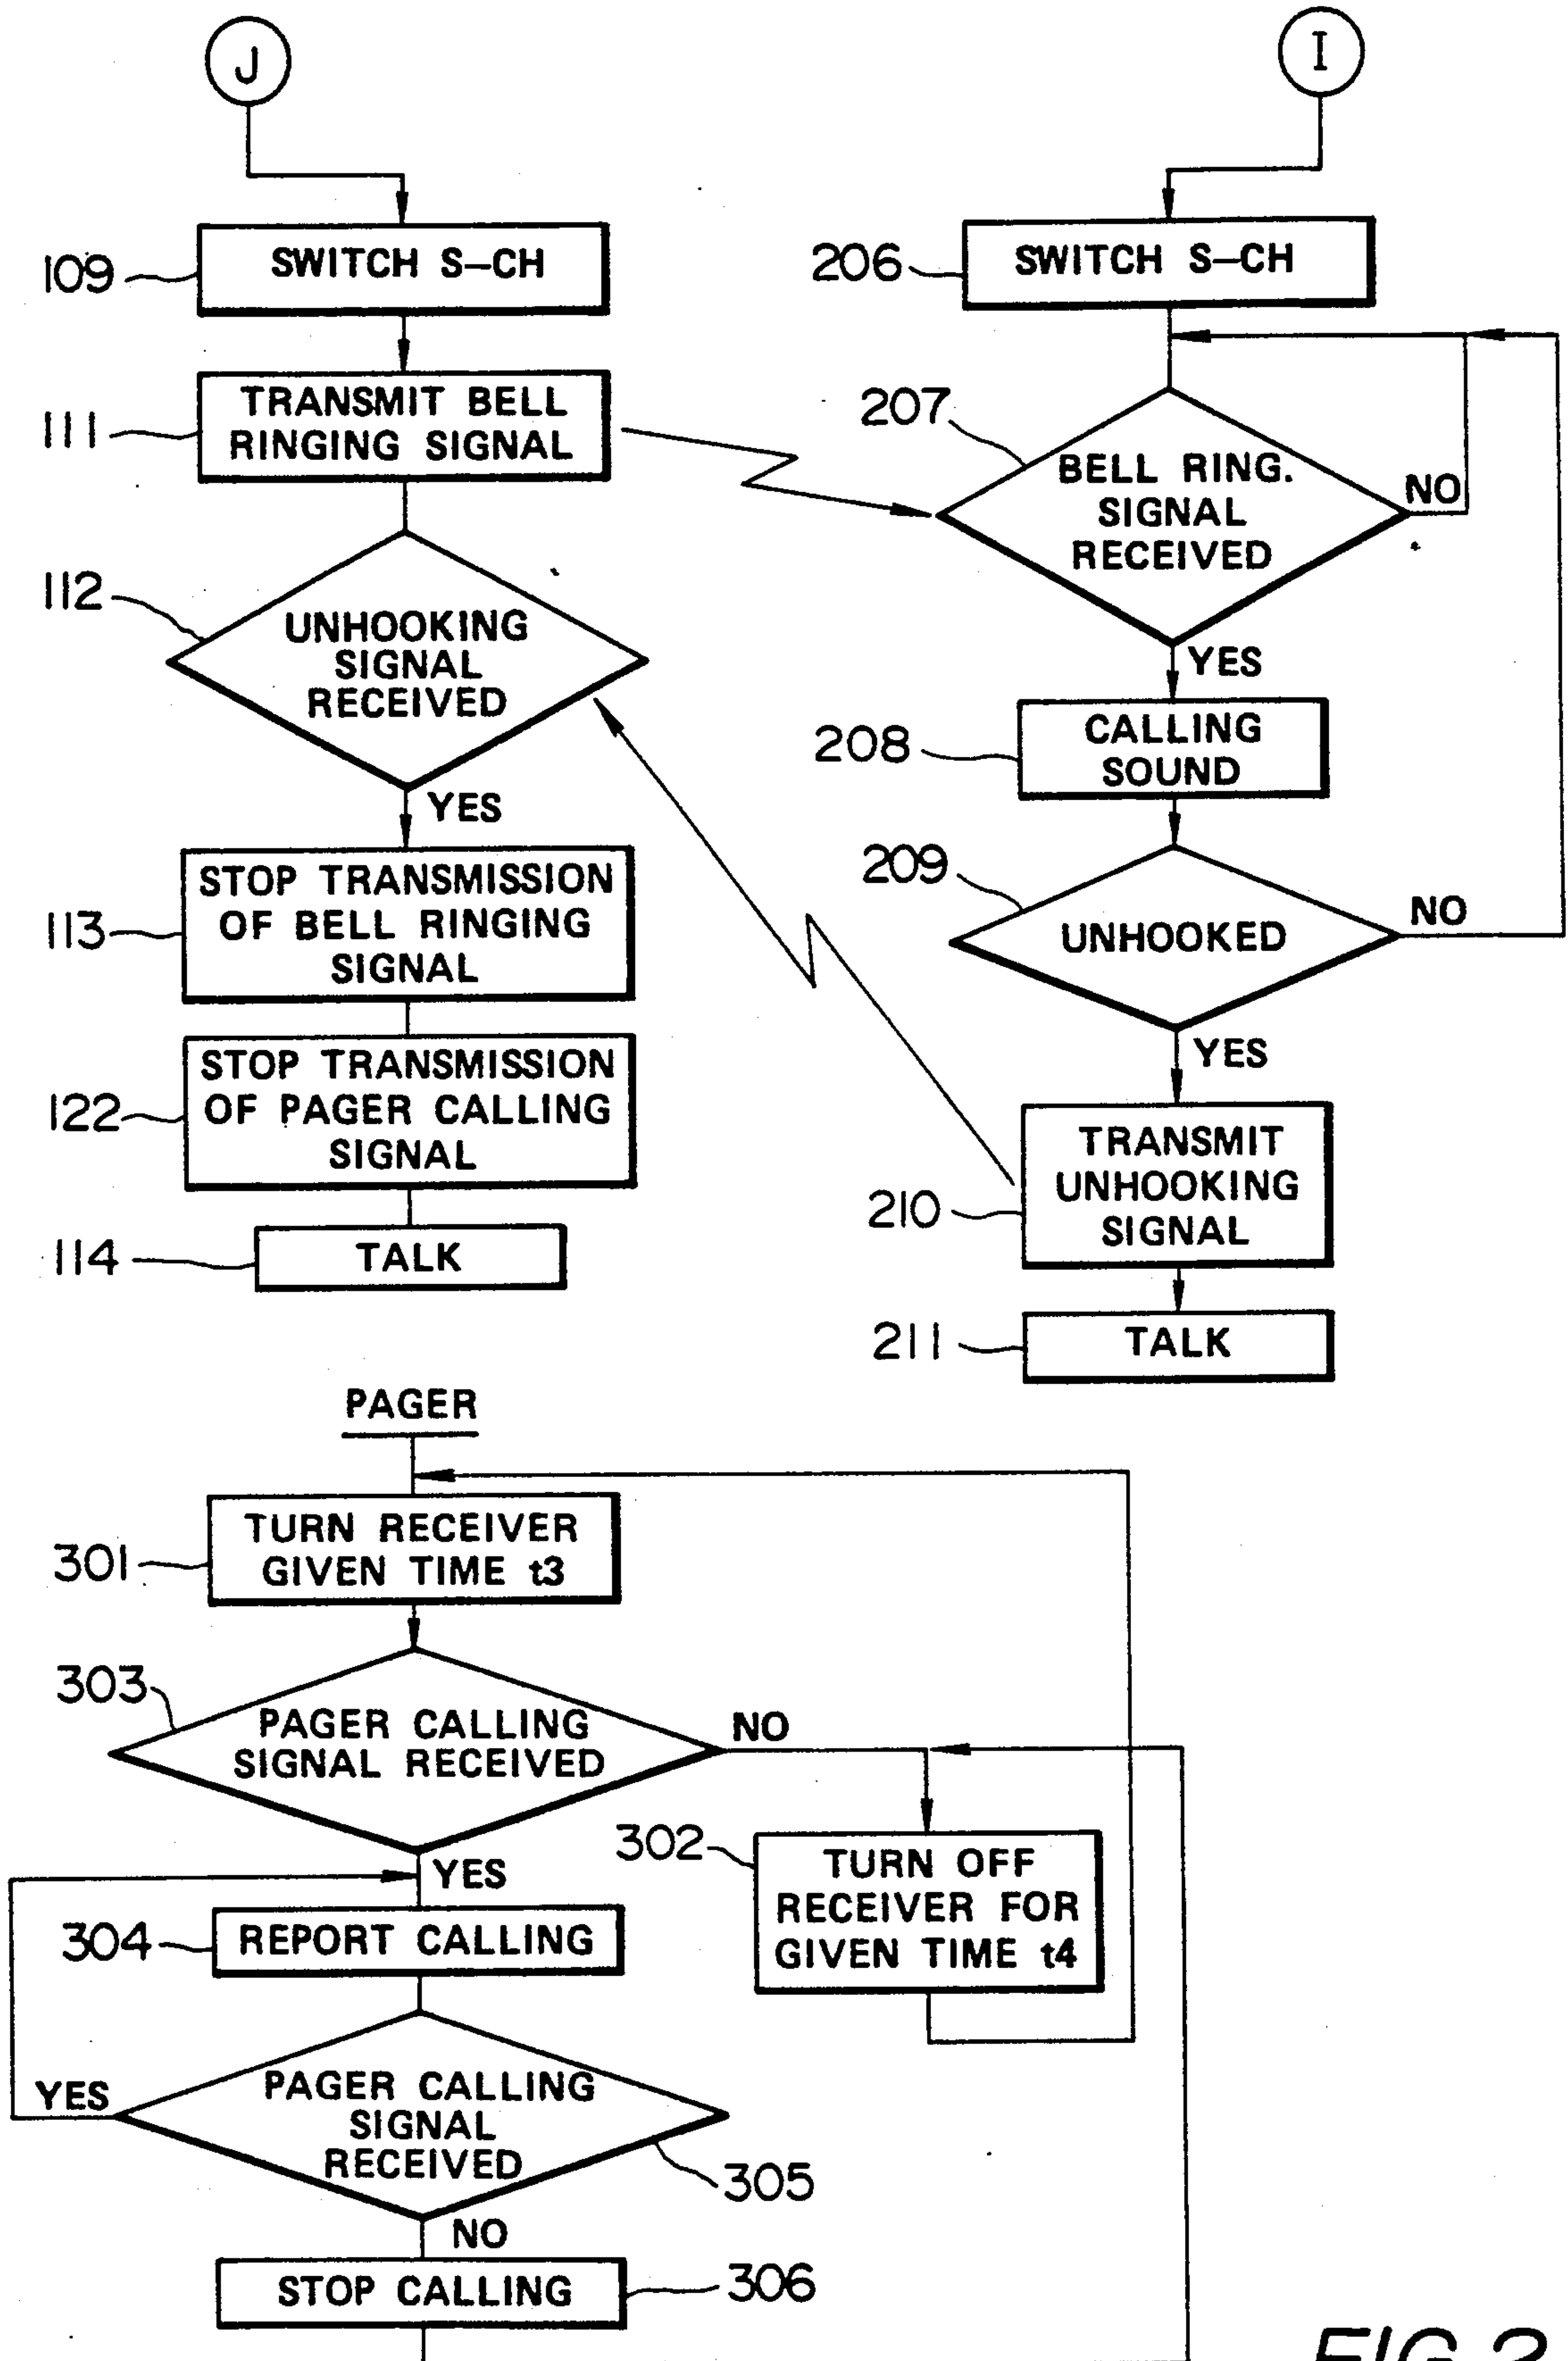 J
SWITCH S-CH
109
TRANSMIT BELL
RINGING SIGNAL
111
UNHOOKING
SIGNAL
RECEIVED
112
YES
STOP TRANSMISSION
OF BELL RINGING
SIGNAL
113
STOP TRANSMISSION
OF PAGER CALLING
SIGNAL
122
TALK
114
I
SWITCH S-CH
206
BELL RING.
SIGNAL
RECEIVED
207
NO
YES
CALLING
SOUND
208
UNHOOKED
209
NO
YES
TRANSMIT
UNHOOKING
SIGNAL
210
TALK
211
PAGER
TURN RECEIVER
GIVEN TIME t3
301
PAGER CALLING
SIGNAL RECEIVED
303
NO
TURN OFF
RECEIVER FOR
GIVEN TIME t4
302
YES
REPORT CALLING
304
PAGER CALLING
SIGNAL
RECEIVED
305
YES
NO
STOP CALLING
306